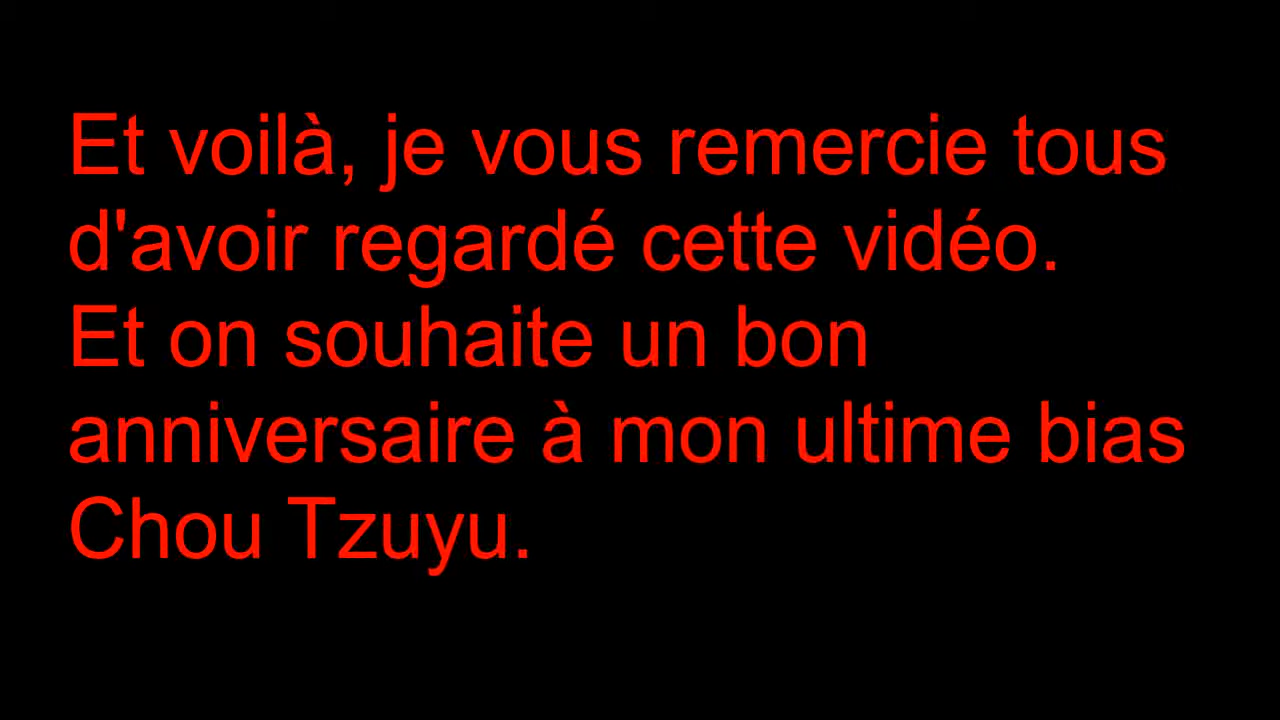 Et voilà, je vous remercie tous
d'avoir regardé cette vidéo.
Et on souhaite un bon
anniversaire à mon ultime bias
Chou Tzuyu.